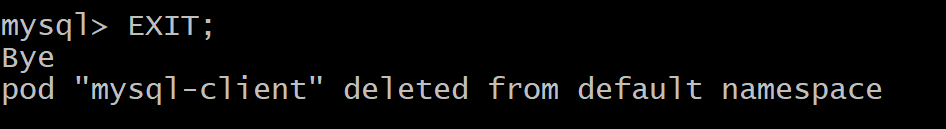 mysql> EXIT;
Bye
pod "mysql-client" deleted from default namespace